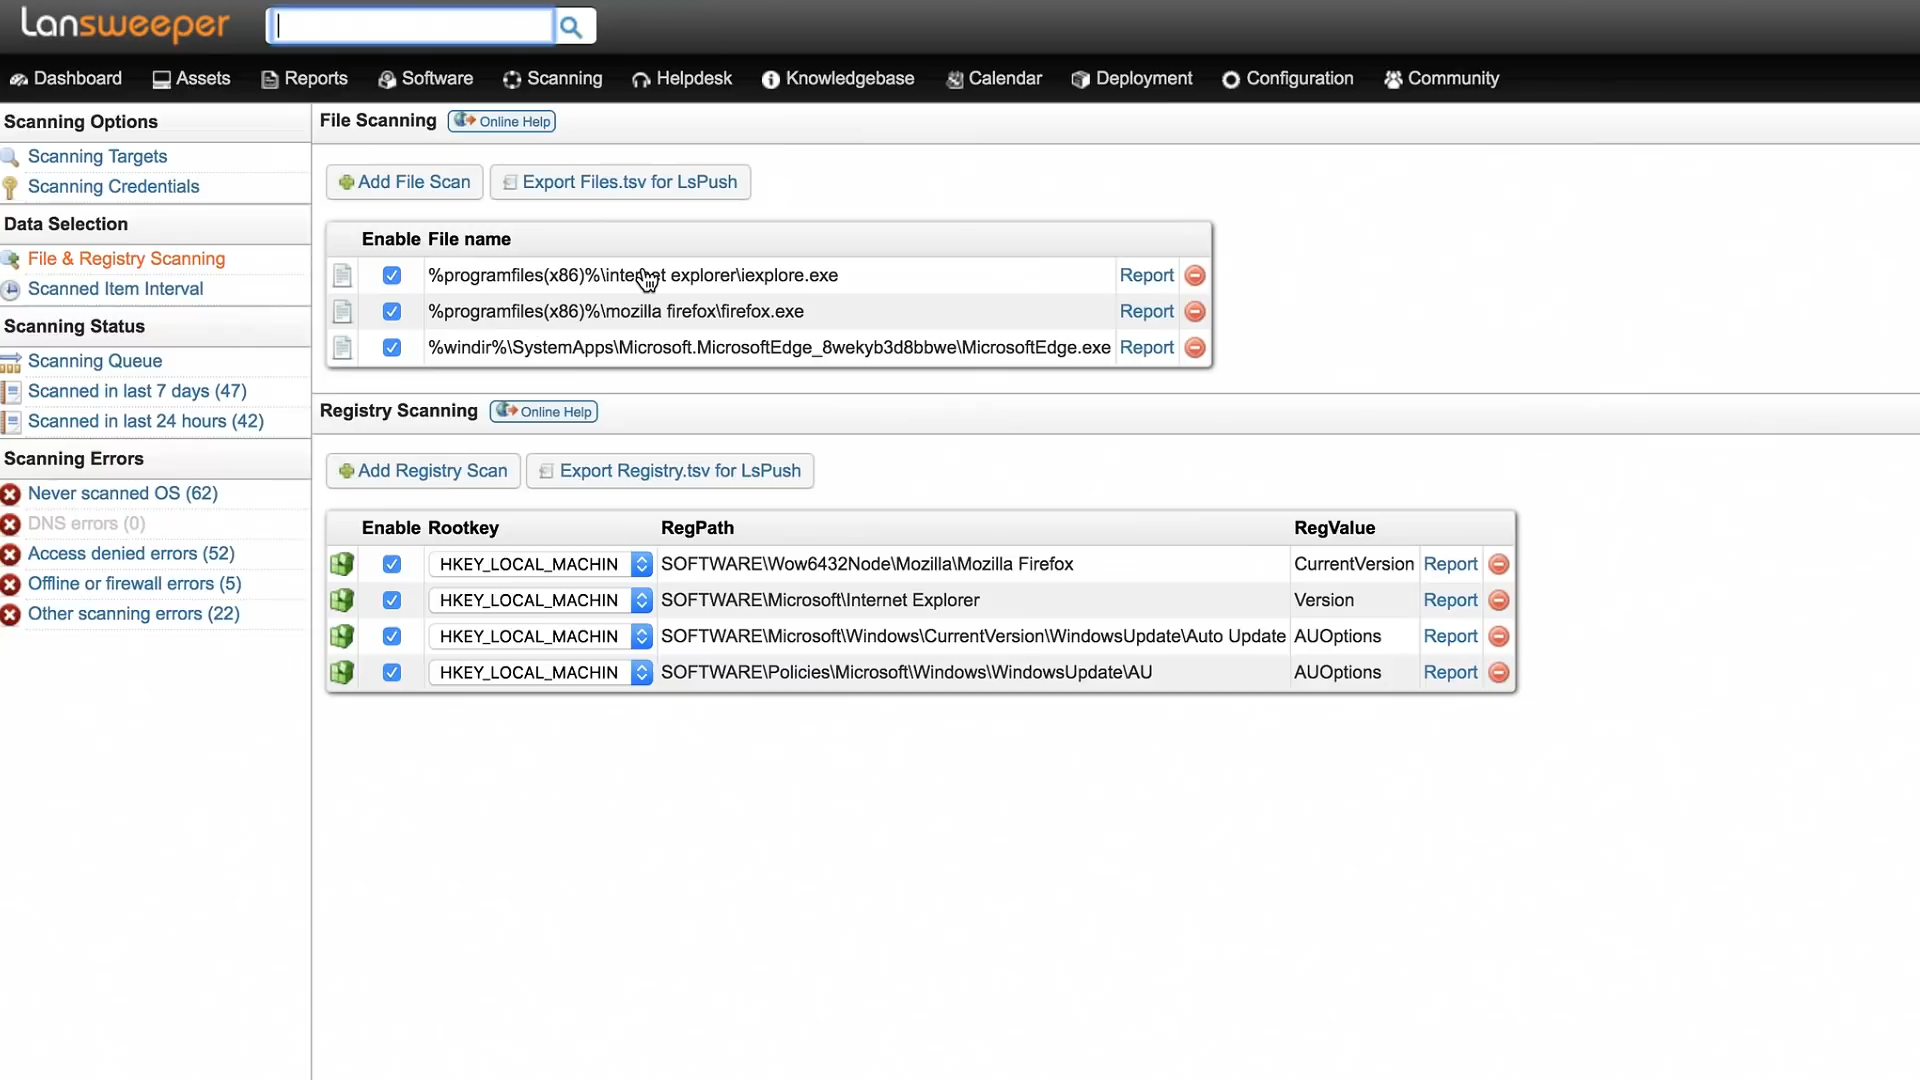 Lansweeper
Dashboard Assets Reports Software Scanning Helpdesk Knowledgebase Calendar Deployment Configuration Community
Scanning Options
Scanning Targets
Scanning Credentials
Data Selection
File & Registry Scanning
Scanned Item Interval
Scanning Status
Scanning Queue
Scanned in last 7 days (47)
Scanned in last 24 hours (42)
Scanning Errors
Never scanned OS (62)
DNS errors (0)
Access denied errors (52)
Offline or firewall errors (5)
Other scanning errors (22)
File Scanning Online Help
Add File Scan Export Files.tsv for LsPush
Enable File name
%programfiles(x86)%\internet explorer\iexplore.exe Report
%programfiles(x86)%\mozilla firefox\firefox.exe Report
%windir%\SystemApps\Microsoft.MicrosoftEdge_8wekyb3d8bbwe\MicrosoftEdge.exe Report
Registry Scanning Online Help
Add Registry Scan Export Registry.tsv for LsPush
Enable Rootkey RegPath RegValue
HKEY_LOCAL_MACHIN SOFTWARE\Wow6432Node\Mozilla\Mozilla Firefox CurrentVersion Report
HKEY_LOCAL_MACHIN SOFTWARE\Microsoft\Internet Explorer Version Report
HKEY_LOCAL_MACHIN SOFTWARE\Microsoft\Windows\CurrentVersion\WindowsUpdate\Auto Update AUOptions Report
HKEY_LOCAL_MACHIN SOFTWARE\Policies\Microsoft\Windows\WindowsUpdate\AU AUOptions Report